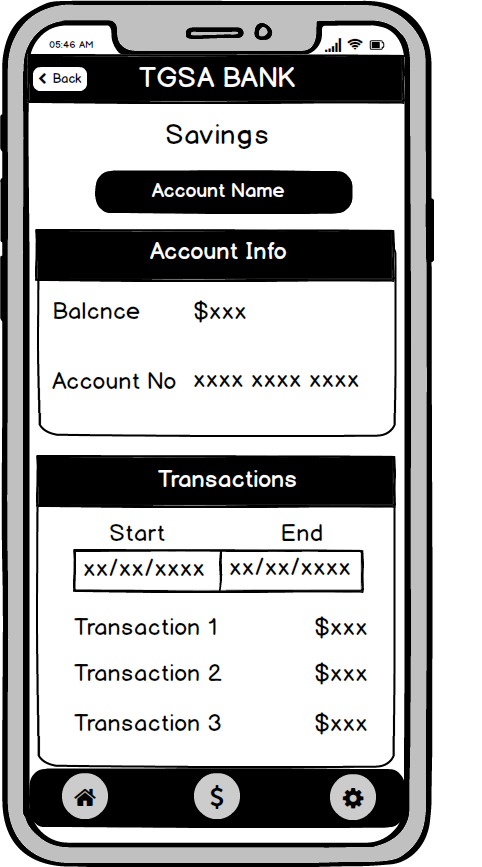 05:46 AM
Back TGSA BANK
Savings
Account Name
Account Info
Balcnce $xxx
Account No xxxx xxxx xxxx
Transactions
Start End
xx/xx/xxxx xx/xx/xxxx
Transaction 1 $xxx
Transaction 2 $xxx
Transaction 3 $xxx
$